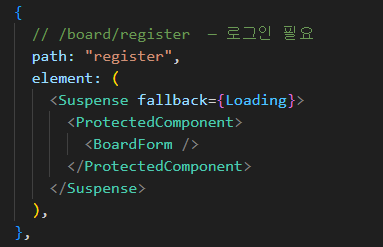 {
// /board/register  — 로그인 필요
path: "register",
element: (
<Suspense fallback={Loading}>
<ProtectedComponent>
<BoardForm />
</ProtectedComponent>
</Suspense>
),
},